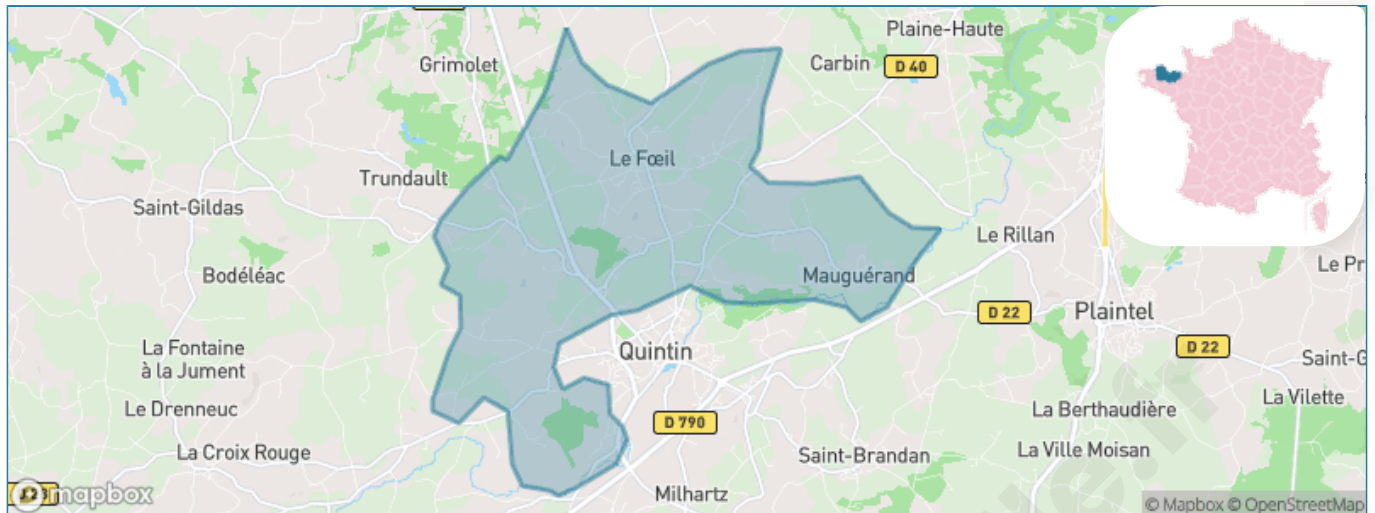 Plaine-Haute
Grimolet
Carbin
D 40
Le Fœil
Trundault
Saint-Gildas
Le Rillan
Bodéléac
Mauguérand
Le Pr
D 22
Plaintel
La Fontaine
à la Jument
Quintin
D 22
Saint-G
Le Drenneuc
D 790
La Berthaudière
La Vilette
La Croix Rouge
Saint-Brandan
La Ville Moisan
mapbox
Milhartz
© Mapbox © OpenStreetMap